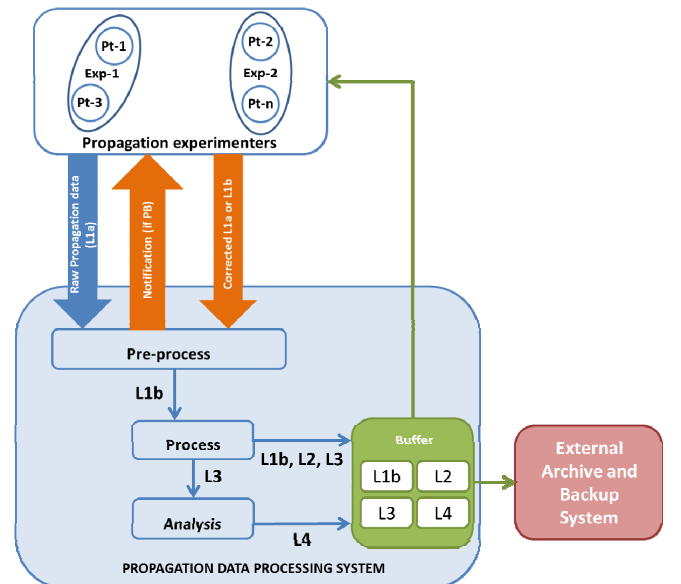 Pt-1
Exp-1
Pt-3
Pt-2
Exp-2
Pt-n
Propagation experimenters
Raw Propagation data
(L1a)
Notification (if PB)
Corrected L1a or L1b
Pre-process
L1b
Process
L1b, L2, L3
L3
Analysis
L4
Buffer
L1b
L2
L3
L4
External
Archive and
Backup
System
PROPAGATION DATA PROCESSING SYSTEM